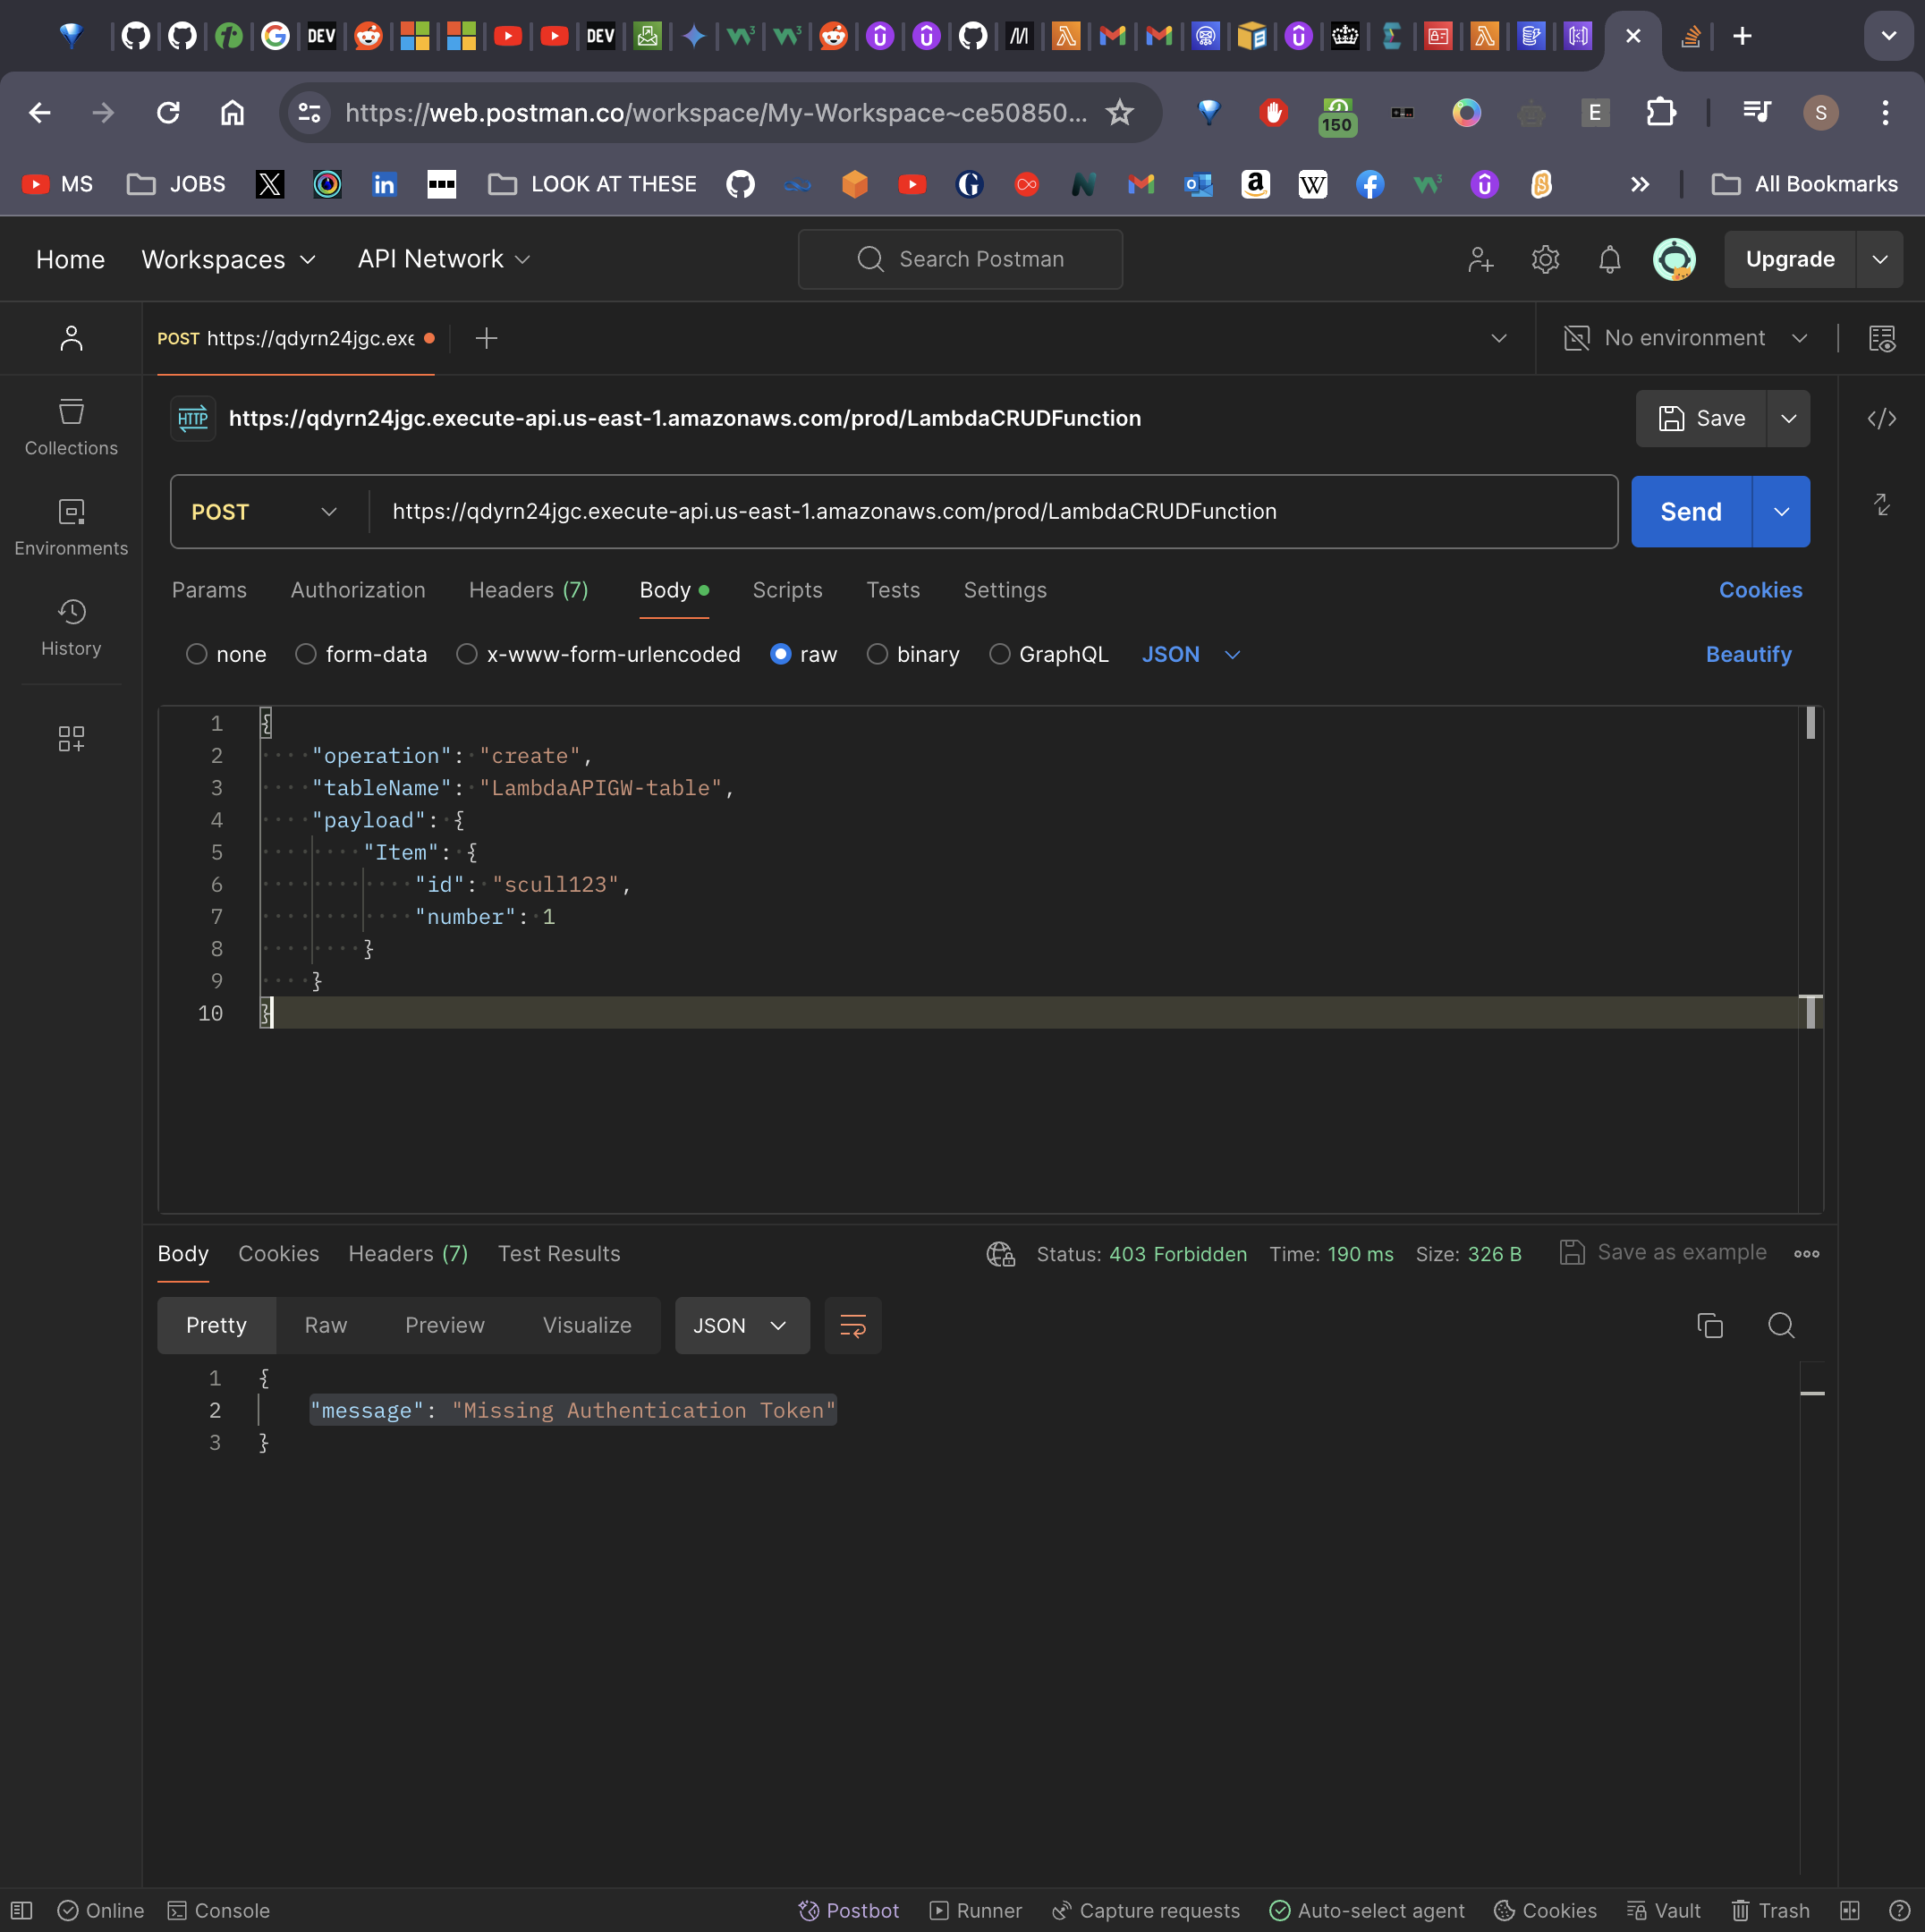 DEV
DEV
https://web.postman.co/workspace/My-Workspace~ce50850...
150
E
S
MS
JOBS
LOOK AT THESE
All Bookmarks
Home
Workspaces
API Network
Search Postman
Upgrade
POST https://qdyrn24jgc.exe
No environment
Collections
Environments
History
HTTP
https://qdyrn24jgc.execute-api.us-east-1.amazonaws.com/prod/LambdaCRUDFunction
Save
POST
https://qdyrn24jgc.execute-api.us-east-1.amazonaws.com/prod/LambdaCRUDFunction
Send
Params Authorization Headers (7) Body Scripts Tests Settings Cookies
none form-data x-www-form-urlencoded raw binary GraphQL JSON Beautify
1 {
2 "operation": "create",
3 "tableName": "LambdaAPIGW-table",
4 "payload": {
5 "Item": {
6 "id": "scull123",
7 "number": 1
8 }
9 }
10 }
Body Cookies Headers (7) Test Results Status: 403 Forbidden Time: 190 ms Size: 326 B Save as example
Pretty Raw Preview Visualize JSON
1 {
2 "message": "Missing Authentication Token"
3 }
Online Console Postbot Runner Capture requests Auto-select agent Cookies Vault Trash